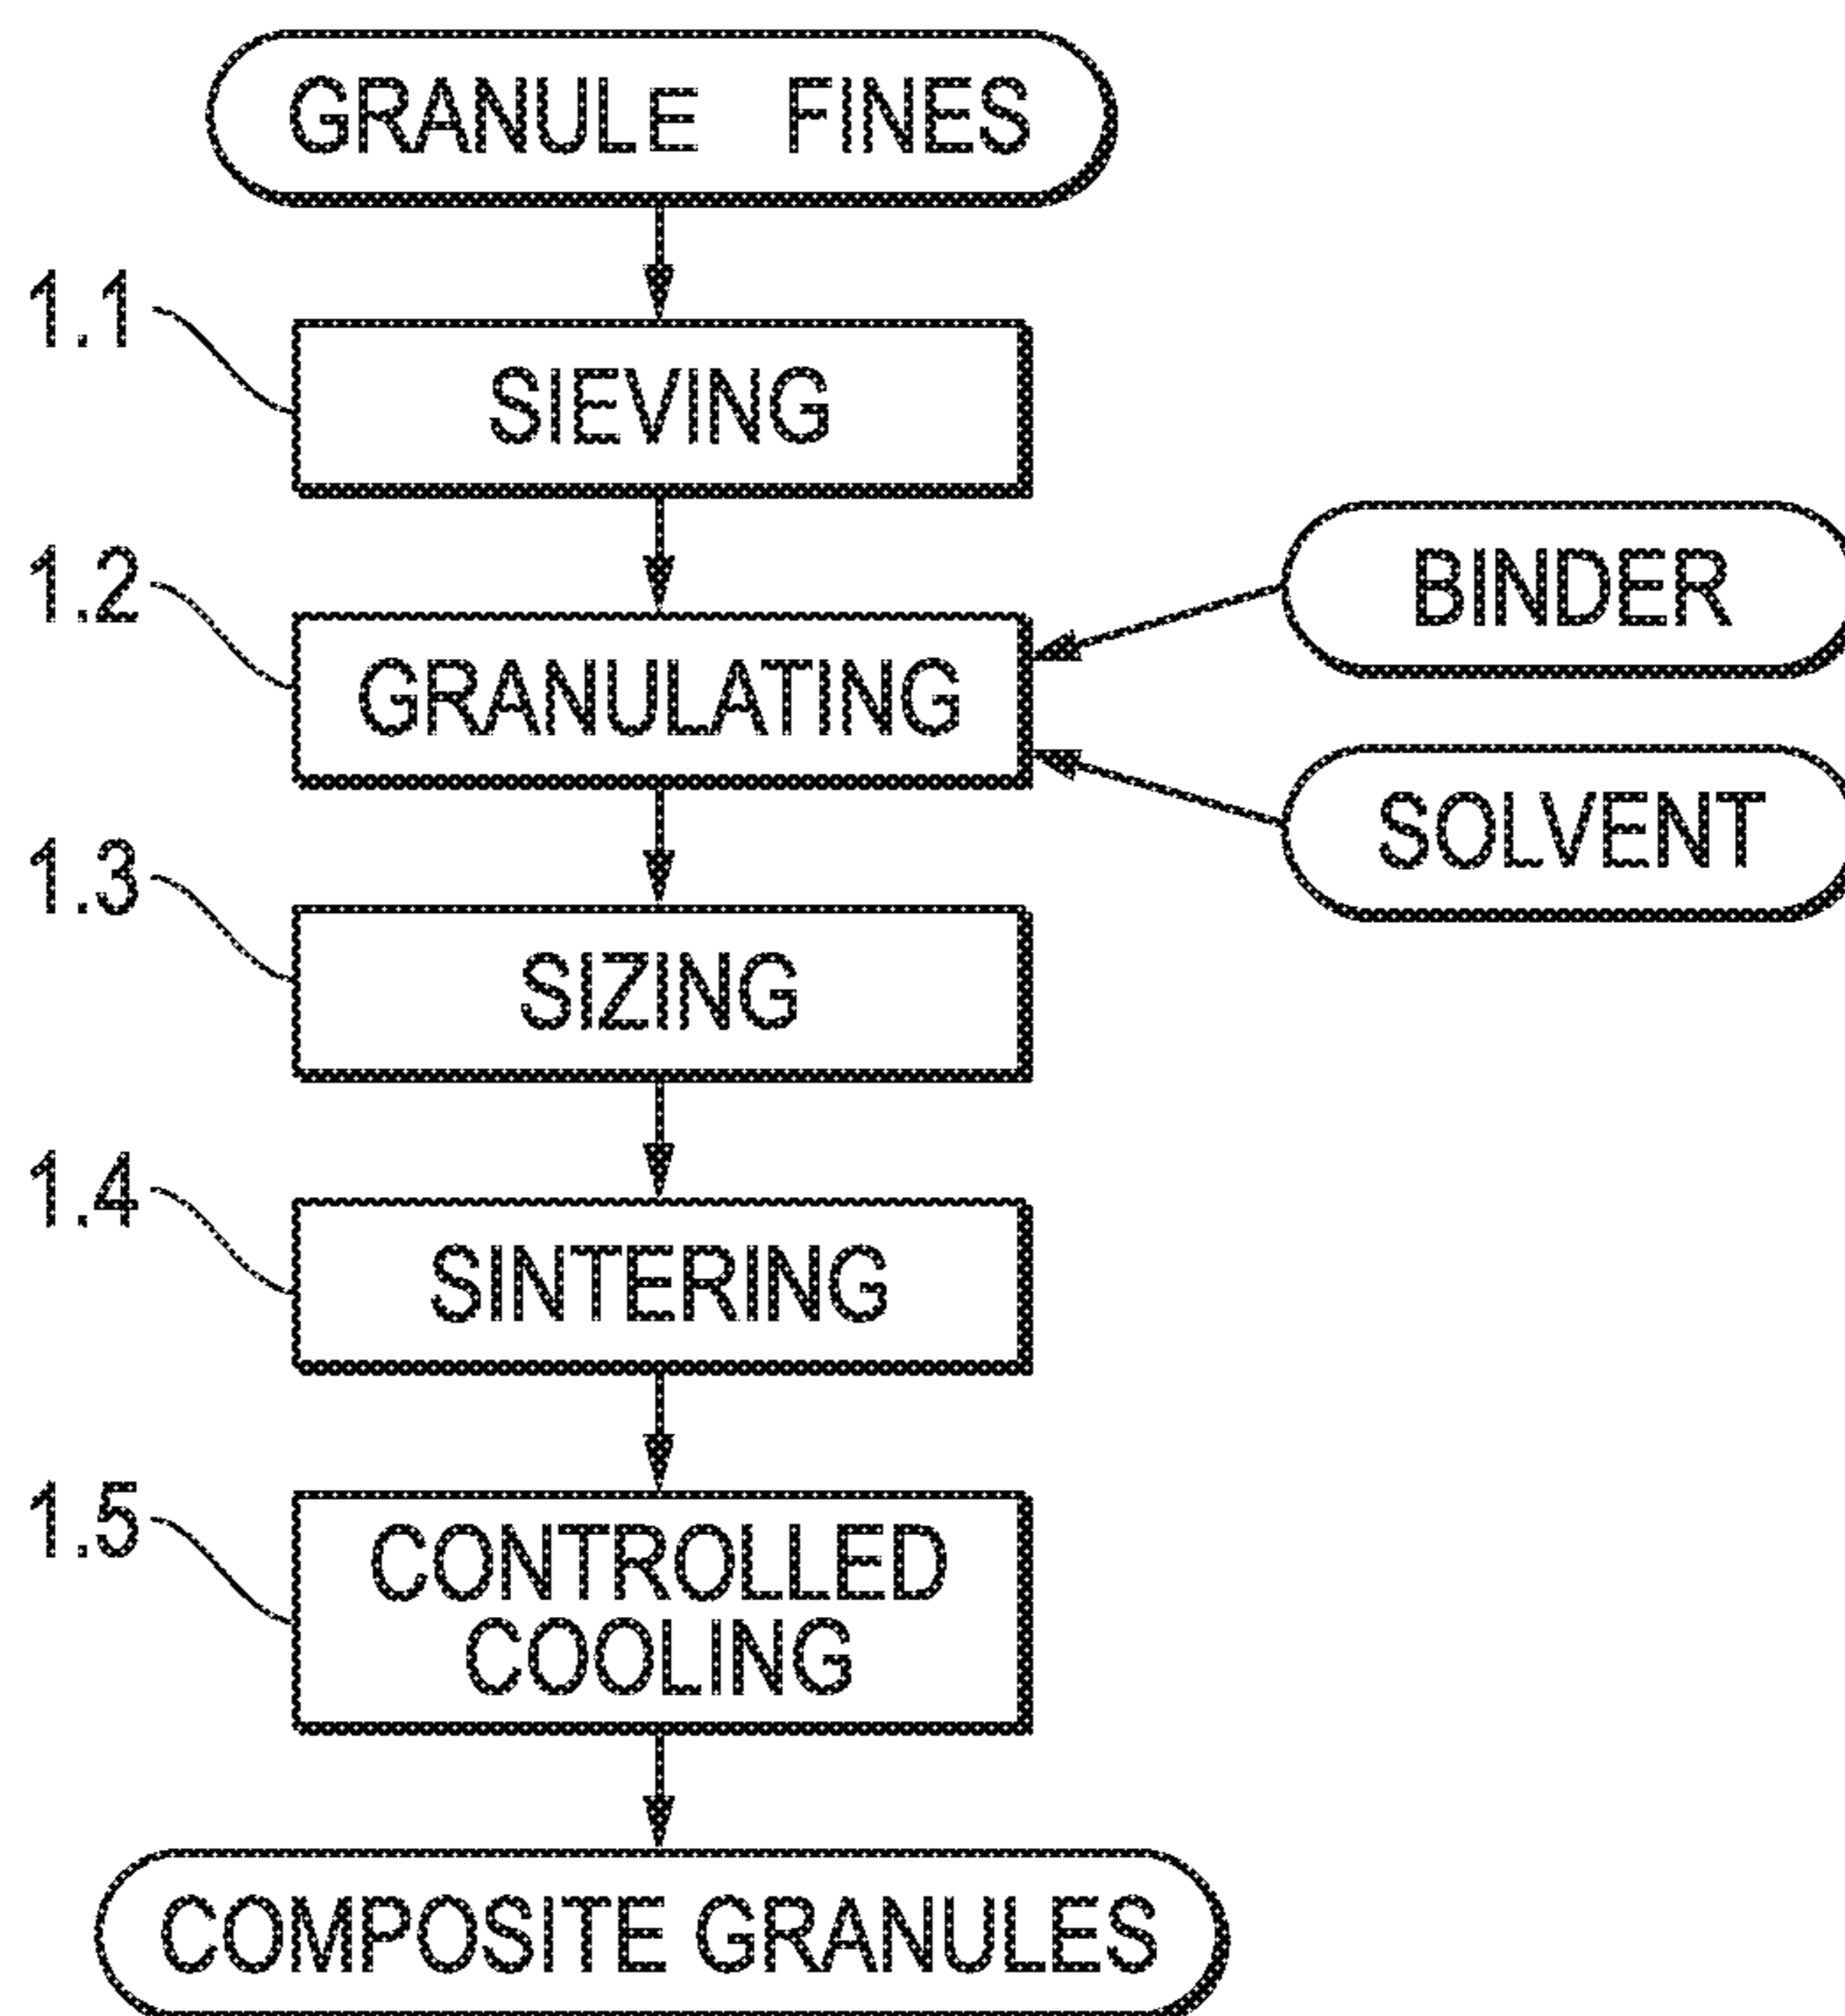 GRANULE FINES
1.1
SIEVING
1.2
GRANULATING
BINDER
SOLVENT
1.3
SIZING
1.4
SINTERING
1.5
CONTROLLED
COOLING
COMPOSITE GRANULES